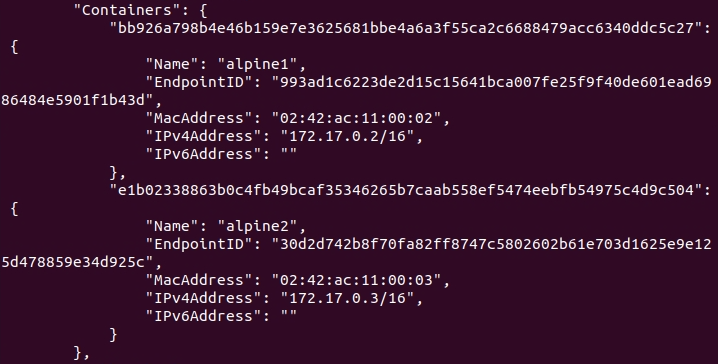 "Containers": {
"bb926a798b4e46b159e7e3625681bbe4a6a3f55ca2c6688479acc6340ddc5c27":
{
"Name": "alpine1",
"EndpointID": "993ad1c6223de2d15c15641bca007fe25f9f40de601ead69
86484e5901f1b43d",
"MacAddress": "02:42:ac:11:00:02",
"IPv4Address": "172.17.0.2/16",
"IPv6Address": ""
},
"e1b02338863b0c4fb49bcaf35346265b7caab558ef5474eebfb54975c4d9c504":
{
"Name": "alpine2",
"EndpointID": "30d2d742b8f70fa82ff8747c5802602b61e703d1625e9e12
5d478859e34d925c",
"MacAddress": "02:42:ac:11:00:03",
"IPv4Address": "172.17.0.3/16",
"IPv6Address": ""
}
},